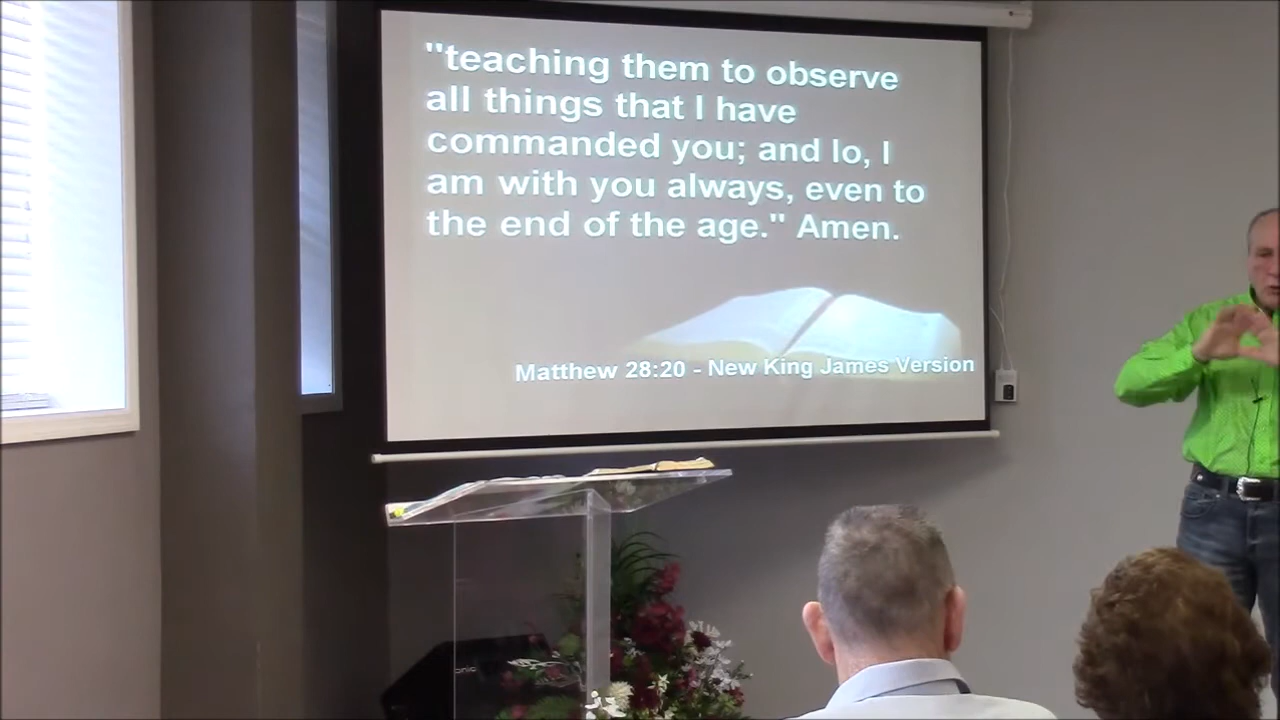 "teaching them to observe
all things that I have
commanded you; and lo, I
am with you always, even to
the end of the age." Amen.
Matthew 28:20 - New King James Version